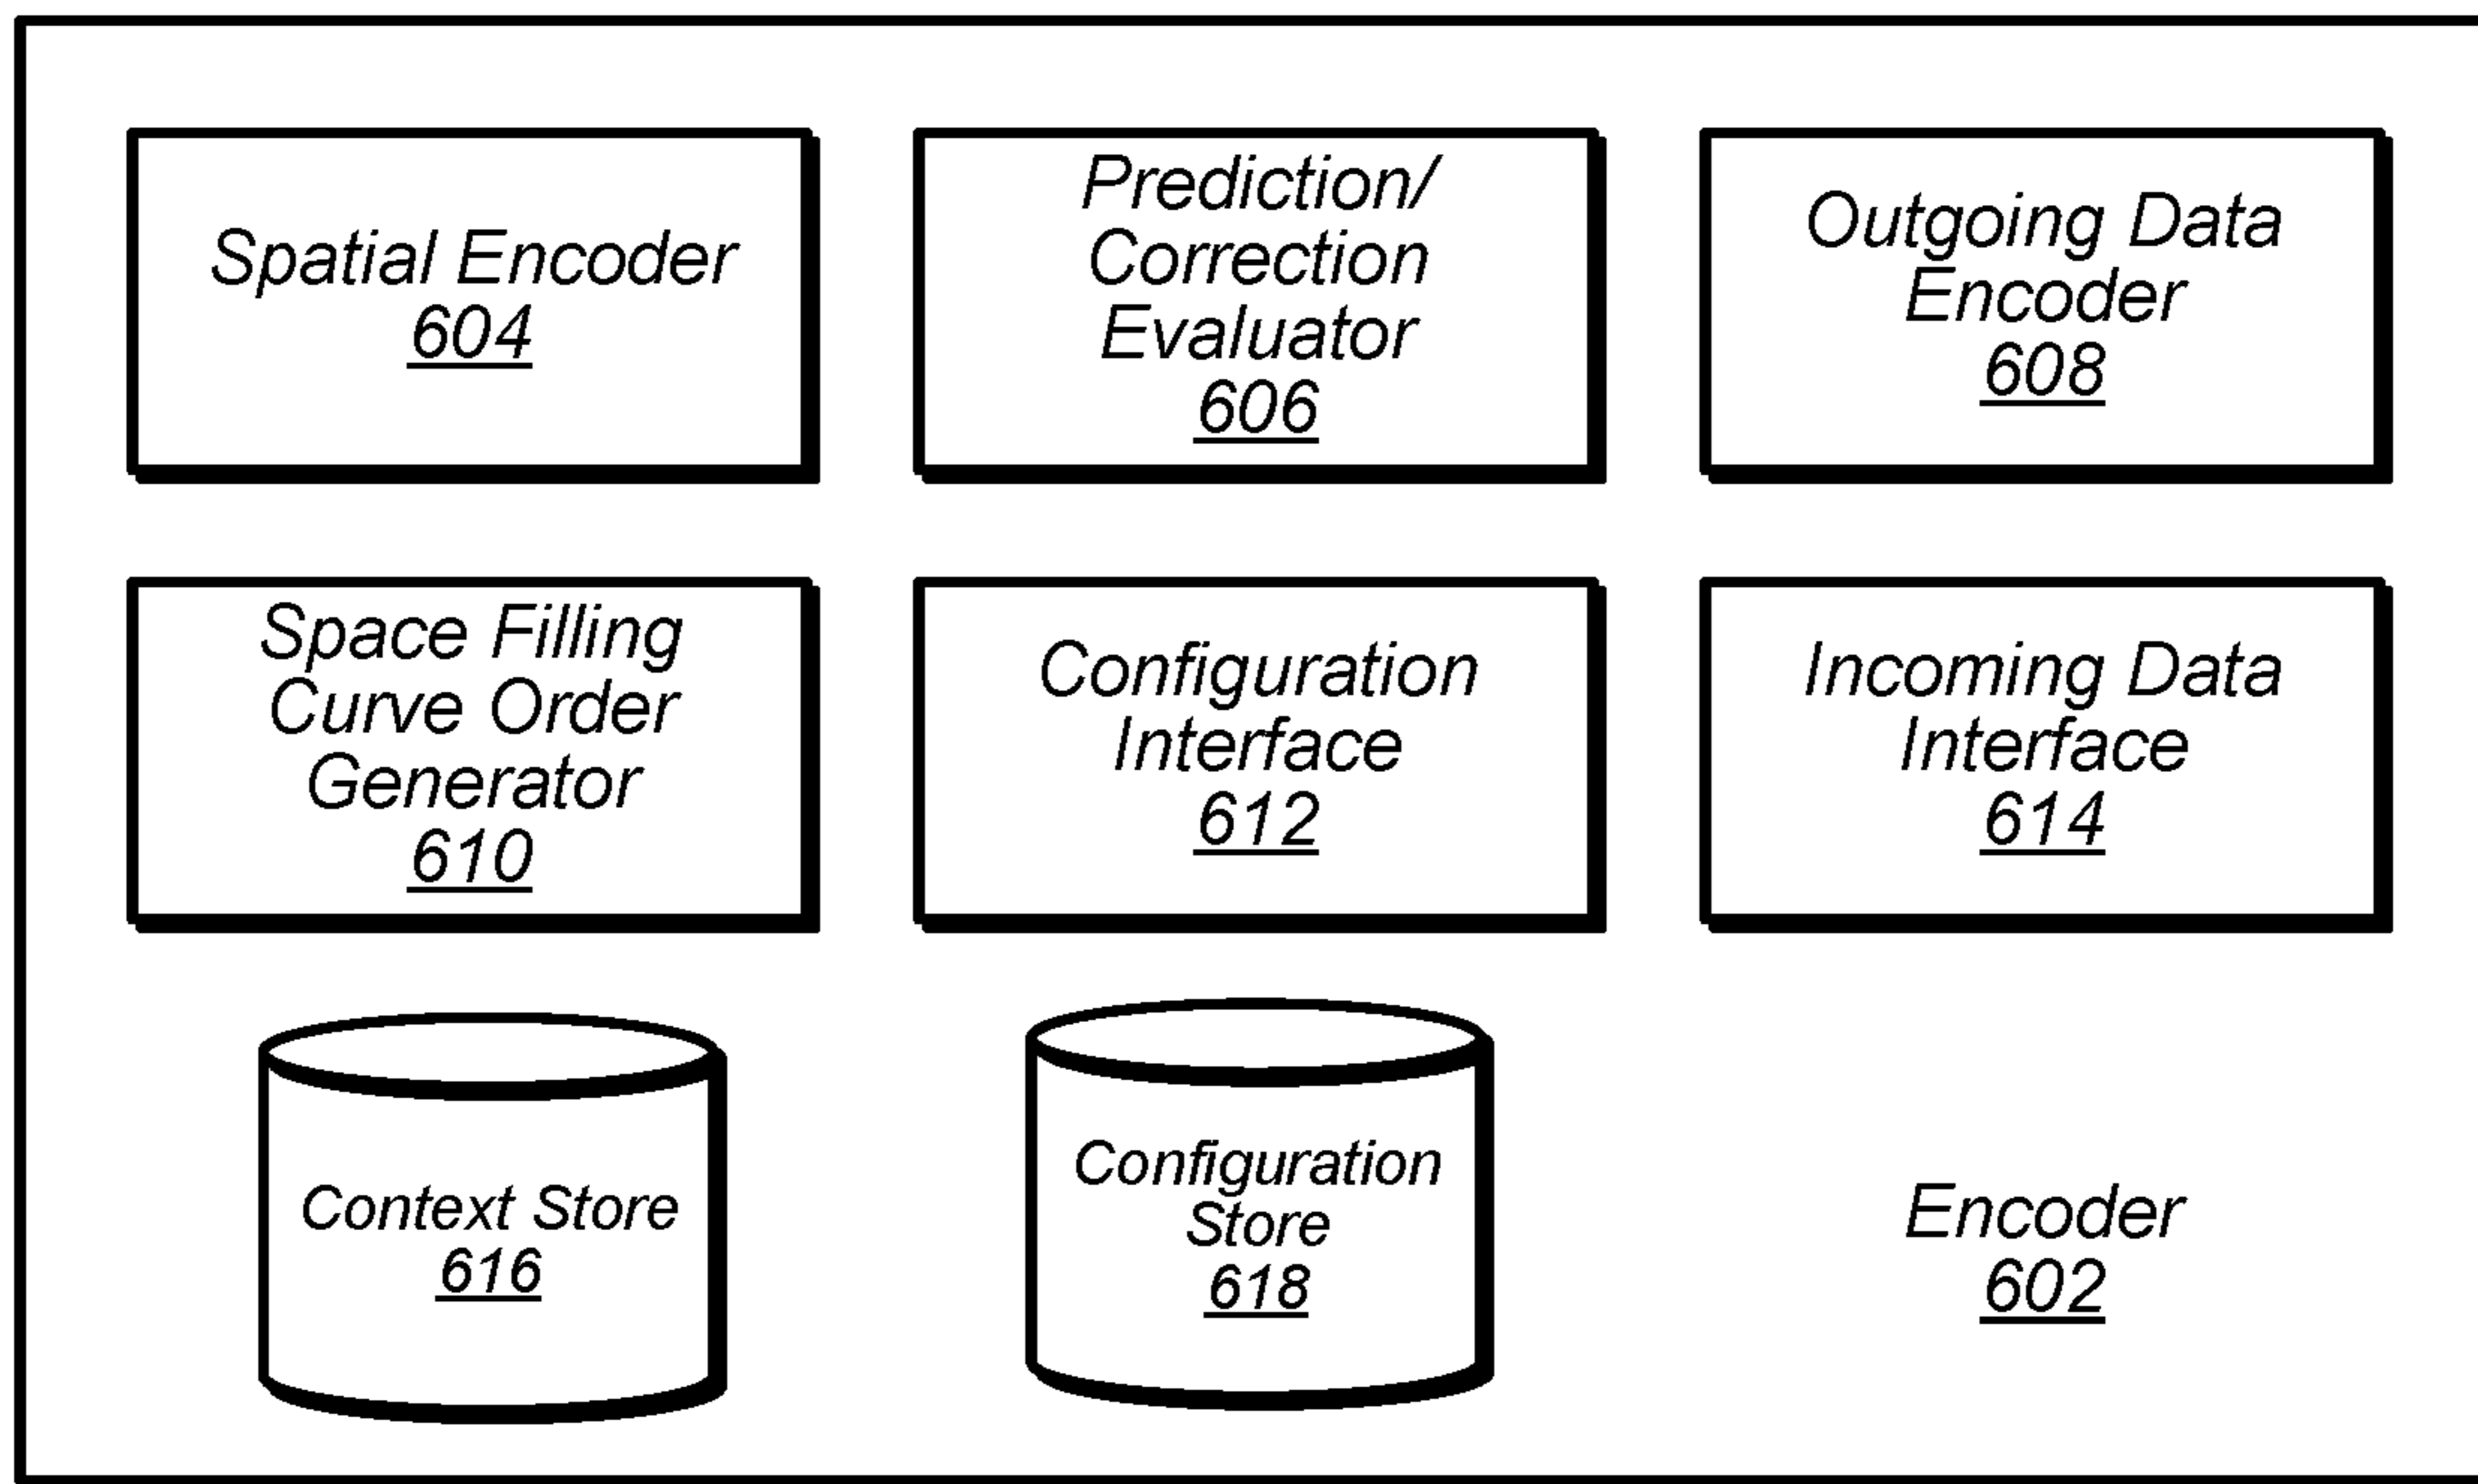 Spatial Encoder
604
Prediction/
Correction
Evaluator
606
Outgoing Data
Encoder
608
Space Filling
Curve Order
Generator
610
Configuration
Interface
612
Incoming Data
Interface
614
Context Store
616
Configuration
Store
618
Encoder
602